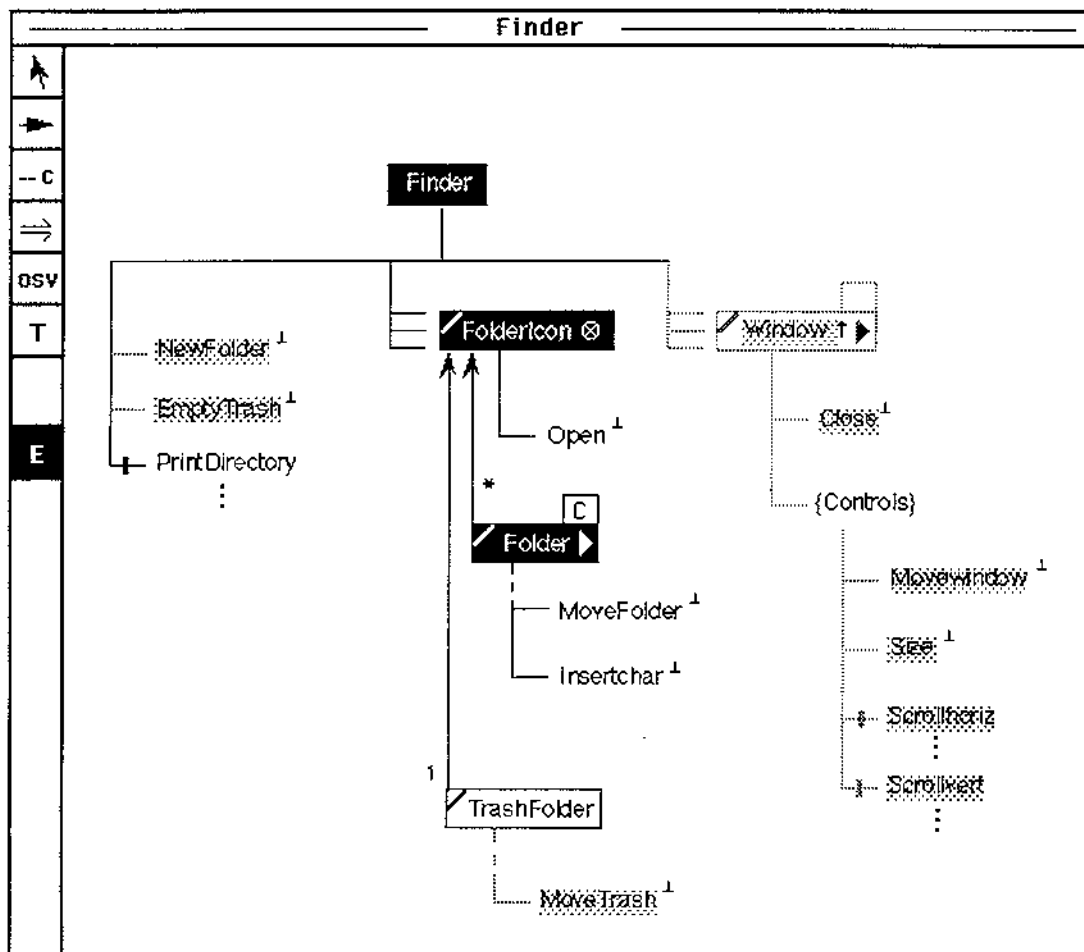 Finder
-- C
OSV
T
E
Finder
FolderIcon ⊗
Window ↑
NewFolder ⊥
EmptyTrash ⊥
PrintDirectory
⋮
Open ⊥
Close ⊥
*
C
Folder
{Controls}
MoveFolder ⊥
Movewindow ⊥
Insertchar ⊥
Size ⊥
Scrollhoriz
⋮
1
TrashFolder
Scrollvert
⋮
MoveTrash ⊥